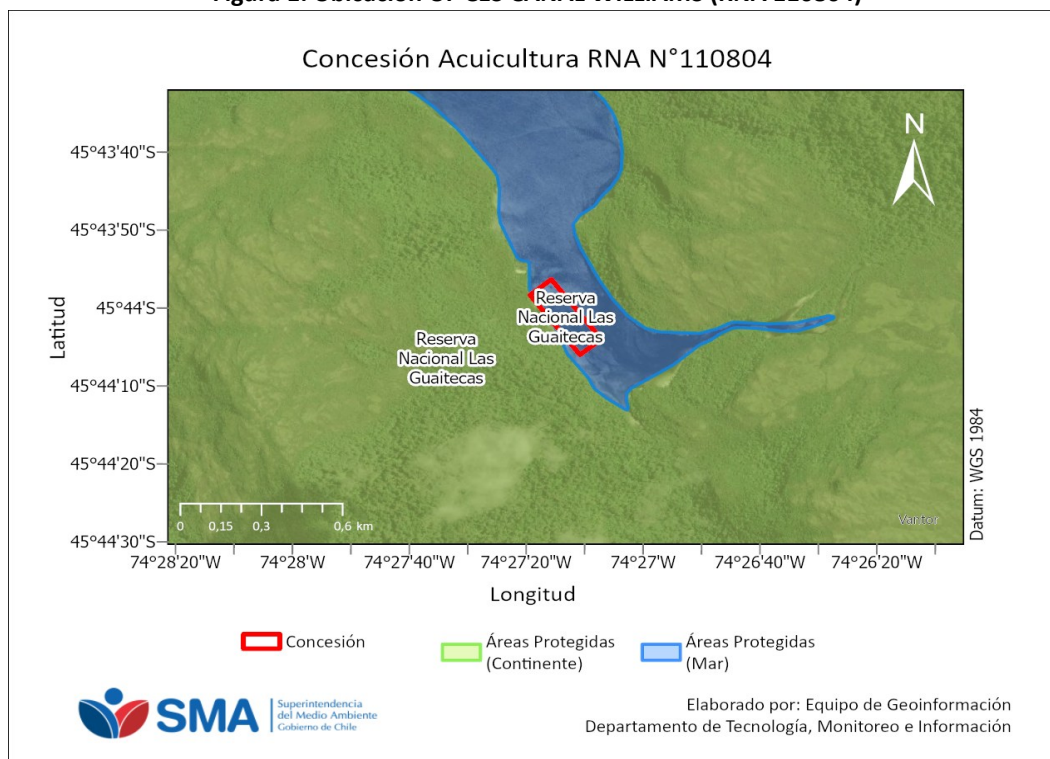 Concesión Acuicultura RNA N°110804
N
45°43'40"S
45°43'50"S
45°44'S
45°44'10"S
45°44'20"S
45°44'30"S
Latitud
Reserva
Nacional Las
Guaitecas
Reserva
Nacional Las
Guaitecas
0 0,15 0,3 0,6 km
Vantor
Datum: WGS 1984
74°28'20"W 74°28'W 74°27'40"W 74°27'20"W 74°27'W 74°26'40"W 74°26'20"W
Longitud
Concesión
Áreas Protegidas
(Continente)
Áreas Protegidas
(Mar)
SMA
Superintendencia
del Medio Ambiente
Gobierno de Chile
Elaborado por: Equipo de Geoinformación
Departamento de Tecnología, Monitoreo e Información